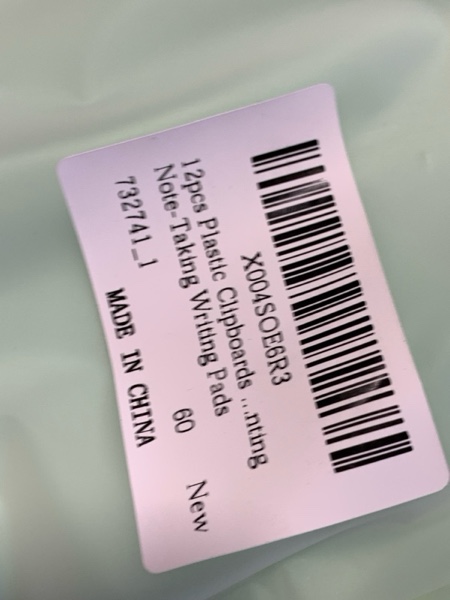 X004SOE6R3
12pcs Plastic Clipboards ...nting
Note-Taking Writing Pads
60 New
732741_1
MADE IN CHINA